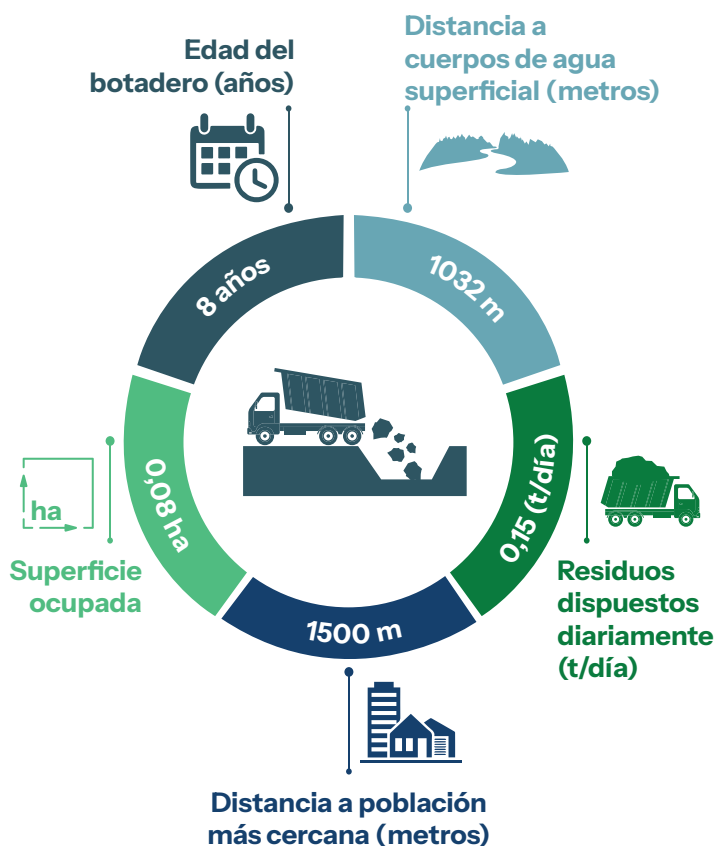 Edad del
botadero (años)
Distancia a
cuerpos de agua
superficial (metros)
8 años
1032 m
0,08 ha
0,15 (t/día)
1500 m
ha
Superficie
ocupada
Residuos
dispuestos
diariamente
(t/día)
Distancia a población
más cercana (metros)